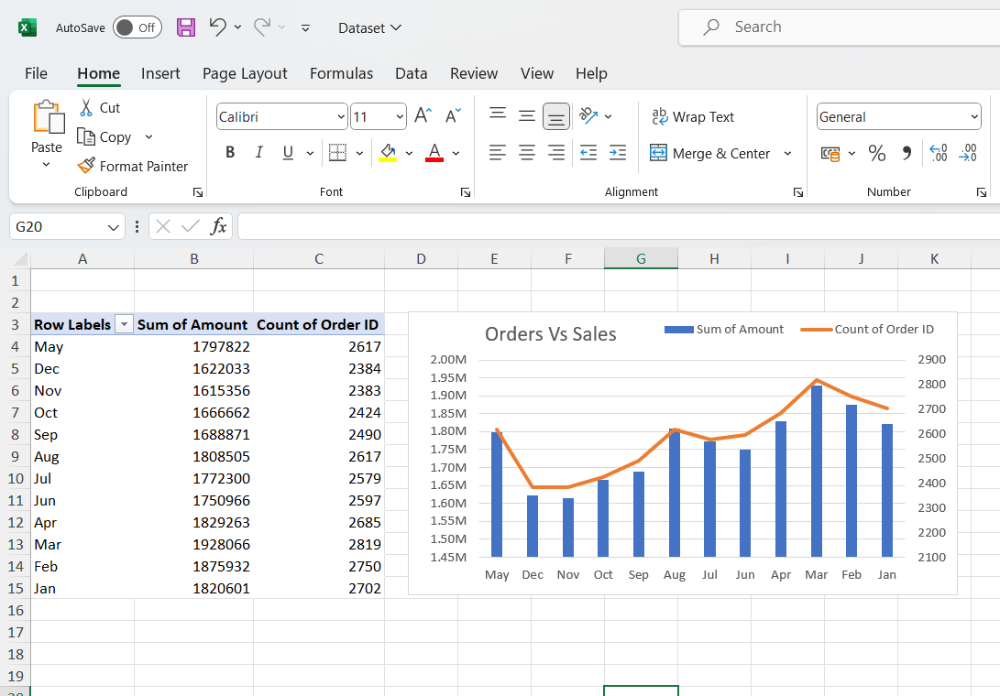 AutoSave Off Dataset Search
File Home Insert Page Layout Formulas Data Review View Help
Paste
Cut
Copy
Format Painter
Clipboard
Calibri 11
B I U A
Font
ab Wrap Text
Merge & Center
Alignment
General
% 
Number
G20 fx
A B C D E F G H I J K
1
2
3 Row Labels Sum of Amount Count of Order ID
4 May 1797822 2617
5 Dec 1622033 2384
6 Nov 1615356 2383
7 Oct 1666662 2424
8 Sep 1688871 2490
9 Aug 1808505 2617
10 Jul 1772300 2579
11 Jun 1750966 2597
12 Apr 1829263 2685
13 Mar 1928066 2819
14 Feb 1875932 2750
15 Jan 1820601 2702
16
17
18
19
20
Orders Vs Sales
Sum of Amount Count of Order ID
2.00M 2900
1.95M
1.90M 2800
1.85M 2700
1.80M 2600
1.75M 2500
1.70M
1.65M 2400
1.60M 2300
1.55M
1.50M 2200
1.45M 2100
May Dec Nov Oct Sep Aug Jul Jun Apr Mar Feb Jan